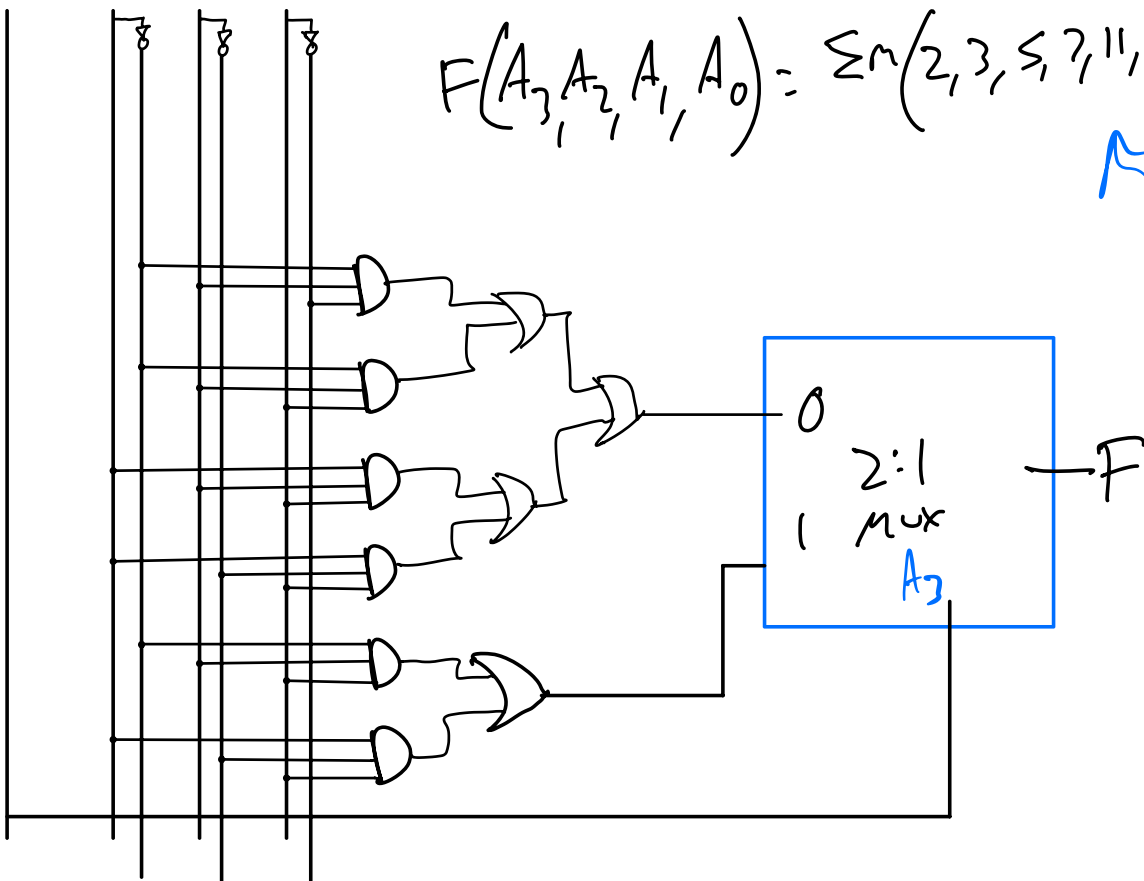 F(A₃, A₂, A₁, A₀) = Σm(2, 3, 5, 7, 11,
0
2:1
1 MUX
A₃
F